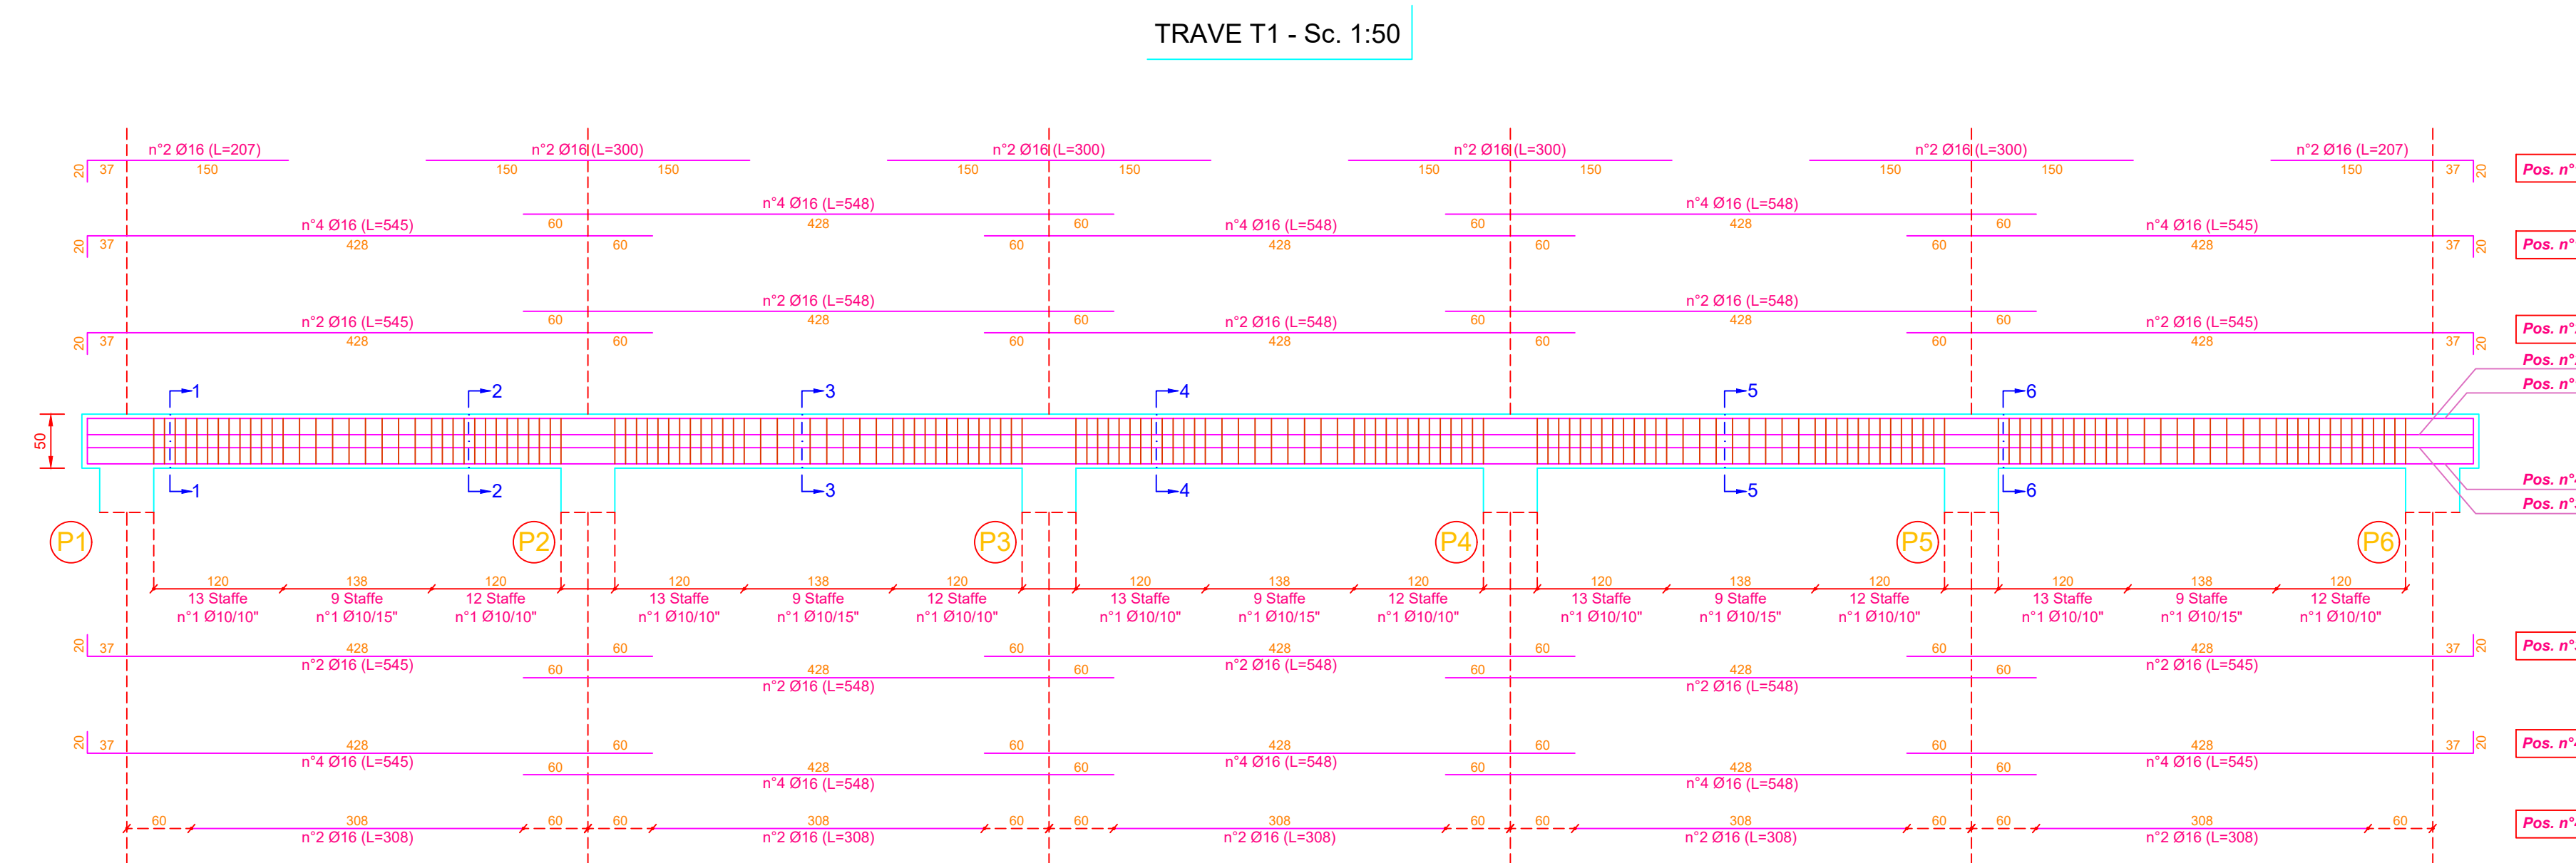 TRAVE T1 - Sc. 1:50
n°2 Ø16 (L=207) n°2 Ø16 (L=300) n°2 Ø16 (L=300) n°2 Ø16 (L=300) n°2 Ø16 (L=300) n°2 Ø16 (L=207)
20 37 150 150 150 150 150 150 150 150 150 150 37 20 Pos. n°
n°4 Ø16 (L=548) n°4 Ø16 (L=548)
n°4 Ø16 (L=545) 60 428 60 n°4 Ø16 (L=548) 60 428 60 n°4 Ø16 (L=545)
20 37 428 60 60 428 60 60 428 37 20 Pos. n°
n°2 Ø16 (L=548) n°2 Ø16 (L=548)
n°2 Ø16 (L=545) 60 428 60 n°2 Ø16 (L=548) 60 428 60 n°2 Ø16 (L=545) Pos. n°
20 37 428 60 60 428 60 60 428 37 20
Pos. n°
1 2 3 4 5 6 Pos. n°
50
Pos. n°
1 2 3 4 5 6
Pos. n°
P1 P2 P3 P4 P5 P6
120 138 120 120 138 120 120 138 120 120 138 120 120 138 120
13 Staffe 9 Staffe 12 Staffe 13 Staffe 9 Staffe 12 Staffe 13 Staffe 9 Staffe 12 Staffe 13 Staffe 9 Staffe 12 Staffe 13 Staffe 9 Staffe 12 Staffe
n°1 Ø10/10" n°1 Ø10/15" n°1 Ø10/10" n°1 Ø10/10" n°1 Ø10/15" n°1 Ø10/10" n°1 Ø10/10" n°1 Ø10/15" n°1 Ø10/10" n°1 Ø10/10" n°1 Ø10/15" n°1 Ø10/10" n°1 Ø10/10" n°1 Ø10/15" n°1 Ø10/10"
20 37 428 60 60 428 60 60 428 37 20 Pos. n°
n°2 Ø16 (L=545) 60 428 60 n°2 Ø16 (L=548) 60 428 60 n°2 Ø16 (L=545)
n°2 Ø16 (L=548) n°2 Ø16 (L=548)
20 37 428 60 60 428 60 60 428 37 20 Pos. n°
n°4 Ø16 (L=545) 60 428 60 n°4 Ø16 (L=548) 60 428 60 n°4 Ø16 (L=545)
n°4 Ø16 (L=548) n°4 Ø16 (L=548)
60 308 60 60 308 60 60 308 60 60 308 60 60 308 60 Pos. n°
n°2 Ø16 (L=308) n°2 Ø16 (L=308) n°2 Ø16 (L=308) n°2 Ø16 (L=308) n°2 Ø16 (L=308)